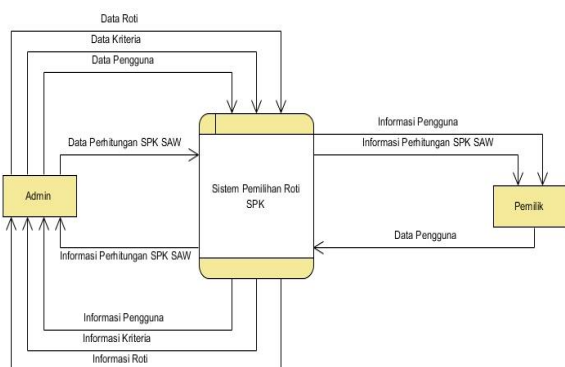 Data Roti
Data Kriteria
Data Pengguna
Informasi Pengguna
Data Perhitungan SPK SAW
Informasi Perhitungan SPK SAW
Sistem Pemilihan Roti
SPK
Admin
Pemilik
Data Pengguna
Informasi Perhitungan SPK SAW
Informasi Pengguna
Informasi Kriteria
Informasi Roti